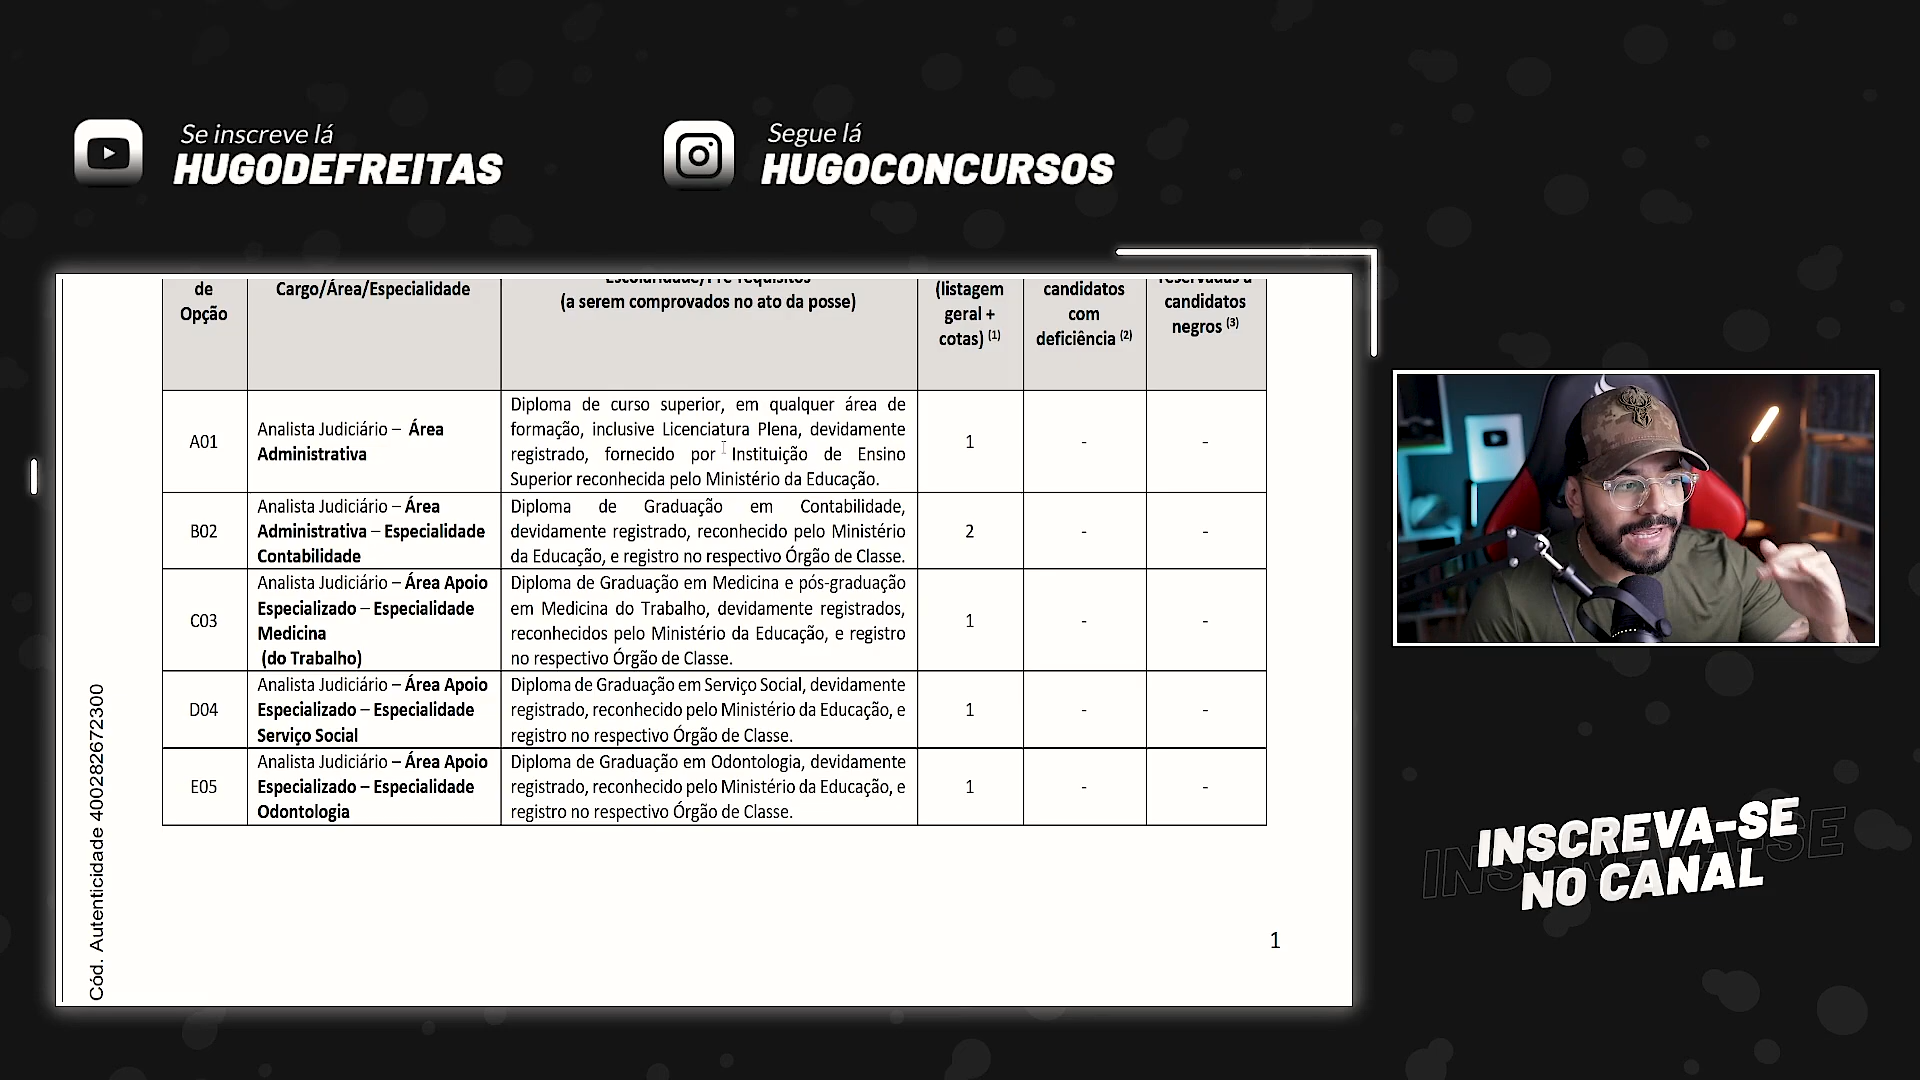 Se inscreve lá
HUGODEFREITAS
Segue lá
HUGOCONCURSOS
de
Opção
Cargo/Área/Especialidade
Escolaridade/Pré-requisitos
(a serem comprovados no ato da posse)
(listagem
geral +
cotas) (1)
candidatos
com
deficiência (2)
reservadas a
candidatos
negros (3)
A01
Analista Judiciário – Área
Administrativa
Diploma de curso superior, em qualquer área de
formação, inclusive Licenciatura Plena, devidamente
registrado, fornecido por Instituição de Ensino
Superior reconhecida pelo Ministério da Educação.
1
-
-
B02
Analista Judiciário – Área
Administrativa – Especialidade
Contabilidade
Diploma de Graduação em Contabilidade,
devidamente registrado, reconhecido pelo Ministério
da Educação, e registro no respectivo Órgão de Classe.
2
-
-
C03
Analista Judiciário – Área Apoio
Especializado – Especialidade
Medicina
(do Trabalho)
Diploma de Graduação em Medicina e pós-graduação
em Medicina do Trabalho, devidamente registrados,
reconhecidos pelo Ministério da Educação, e registro
no respectivo Órgão de Classe.
1
-
-
D04
Analista Judiciário – Área Apoio
Especializado – Especialidade
Serviço Social
Diploma de Graduação em Serviço Social, devidamente
registrado, reconhecido pelo Ministério da Educação, e
registro no respectivo Órgão de Classe.
1
-
-
E05
Analista Judiciário – Área Apoio
Especializado – Especialidade
Odontologia
Diploma de Graduação em Odontologia, devidamente
registrado, reconhecido pelo Ministério da Educação, e
registro no respectivo Órgão de Classe.
1
-
-
Cód. Autenticidade 400282672300
1
INSCREVA-SE
NO CANAL